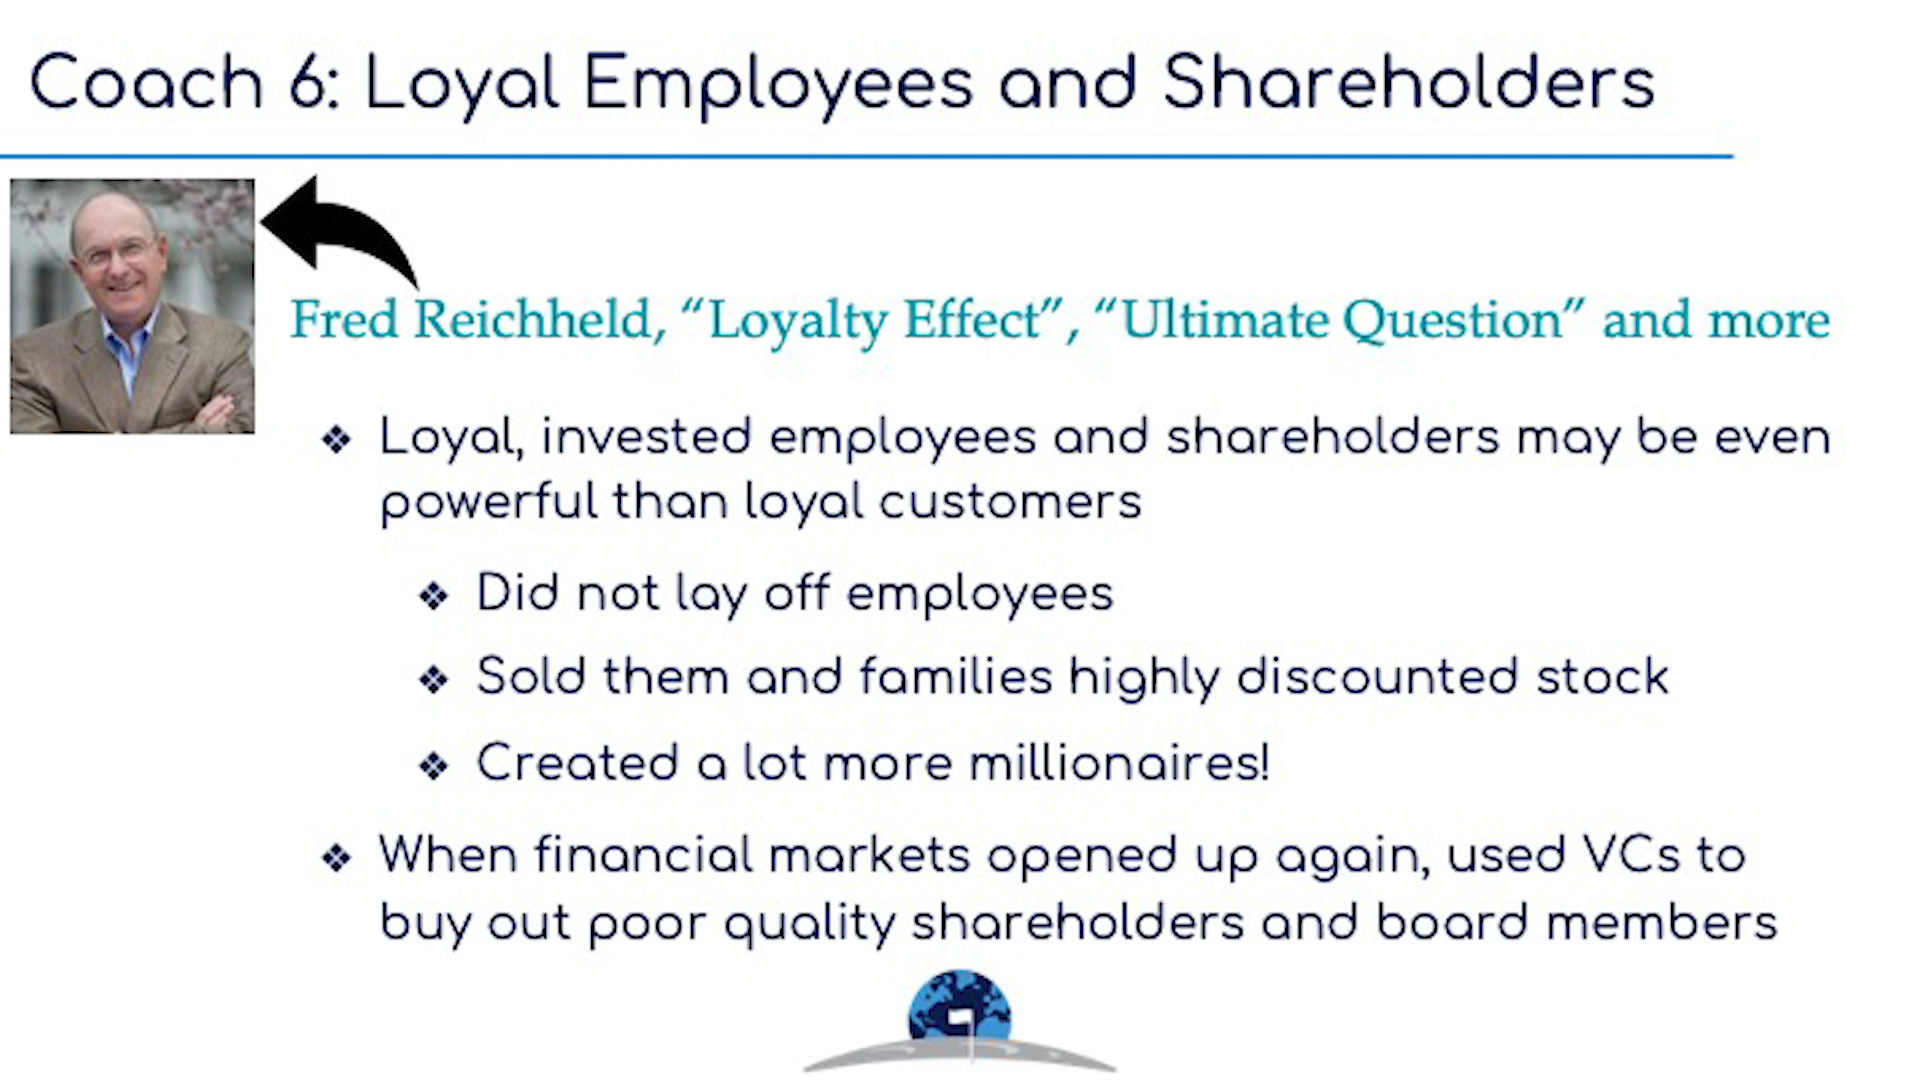 Coach 6: Loyal Employees and Shareholders
Fred Reichheld, “Loyalty Effect”, “Ultimate Question” and more
❖ Loyal, invested employees and shareholders may be even
powerful than loyal customers
❖ Did not lay off employees
❖ Sold them and families highly discounted stock
❖ Created a lot more millionaires!
❖ When financial markets opened up again, used VCs to
buy out poor quality shareholders and board members